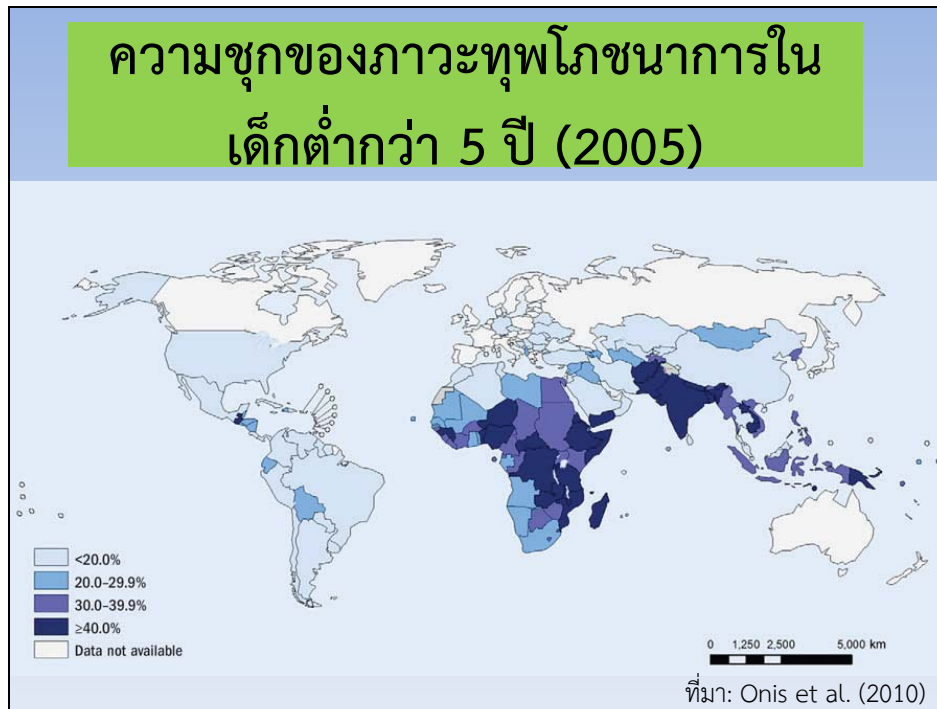 ความชุกของภาวะทุพโภชนาการใน
เด็กต่ำกว่า 5 ปี (2005)
<20.0%
20.0–29.9%
30.0–39.9%
≥40.0%
Data not available
0 1,250 2,500 5,000 km
ที่มา: Onis et al. (2010)